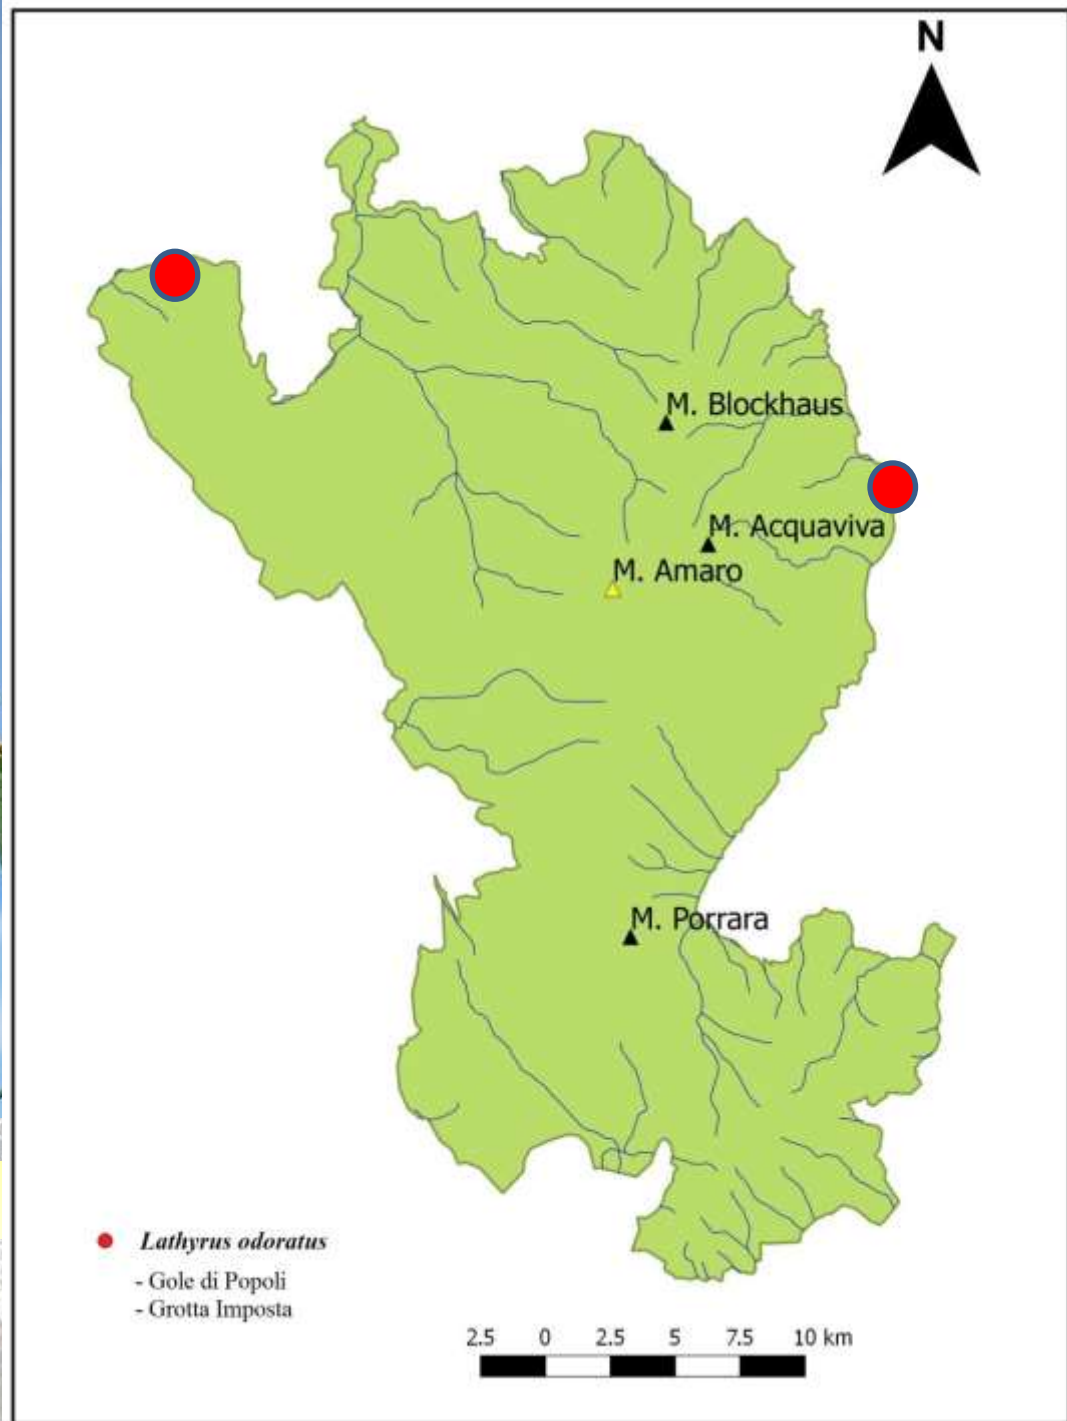 N
M. Blockhaus
M. Acquaviva
M. Amaro
M. Porrara
Lathyrus odoratus
- Gole di Popoli
- Grotta Imposta
2.5 0 2.5 5 7.5 10 km